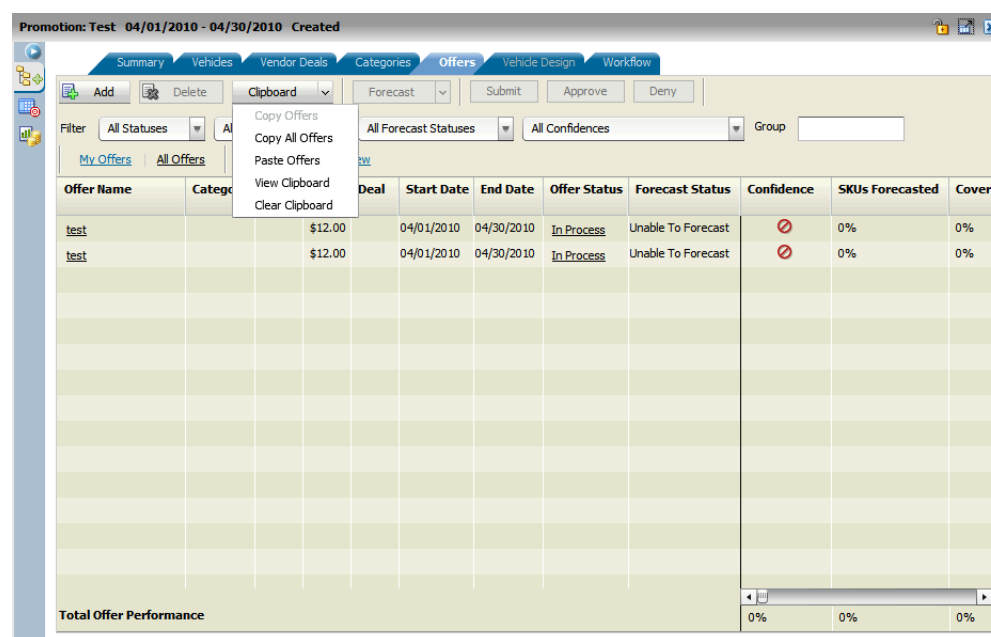 Promotion: Test 04/01/2010 - 04/30/2010 Created
Summary Vehicles Vendor Deals Categories Offers Vehicle Design Workflow
Add Delete Clipboard Forecast Submit Approve Deny
Copy Offers
Copy All Offers
Paste Offers
View Clipboard
Clear Clipboard
Filter All Statuses Al All Forecast Statuses All Confidences Group
My Offers All Offers ew
Offer Name Catego Deal Start Date End Date Offer Status Forecast Status Confidence SKUs Forecasted Cover
test $12.00 04/01/2010 04/30/2010 In Process Unable To Forecast 0% 0%
test $12.00 04/01/2010 04/30/2010 In Process Unable To Forecast 0% 0%
Total Offer Performance 0% 0% 0%